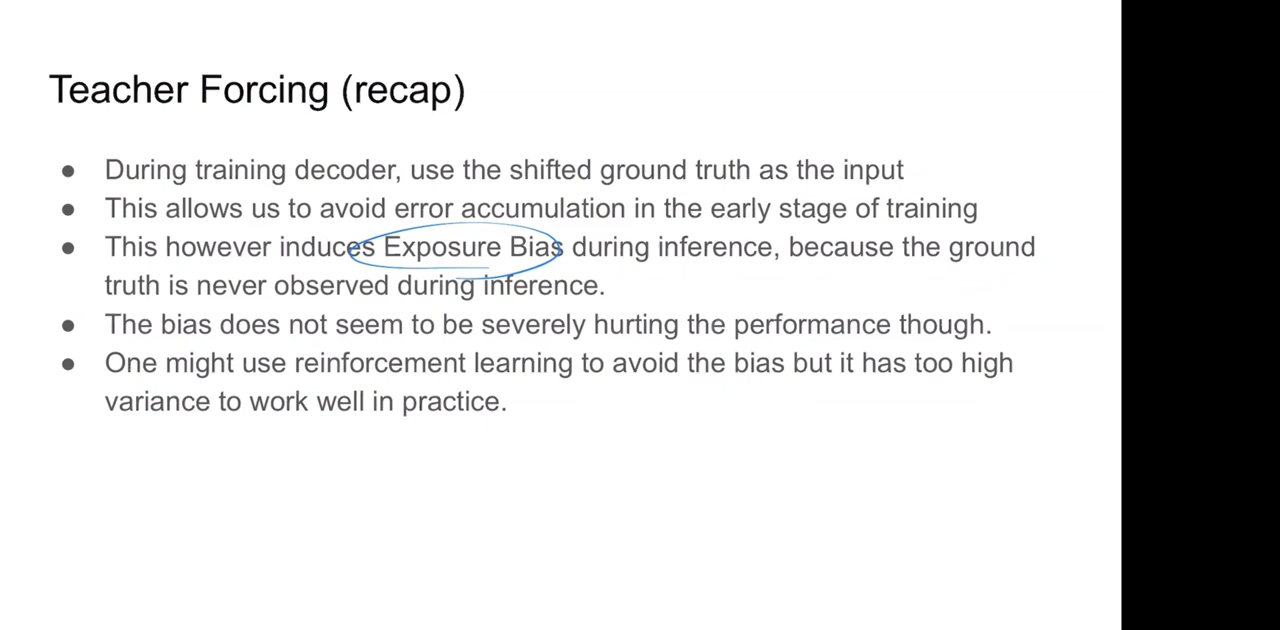 Teacher Forcing (recap)
● During training decoder, use the shifted ground truth as the input
● This allows us to avoid error accumulation in the early stage of training
● This however induces Exposure Bias during inference, because the ground
truth is never observed during inference.
● The bias does not seem to be severely hurting the performance though.
● One might use reinforcement learning to avoid the bias but it has too high
variance to work well in practice.